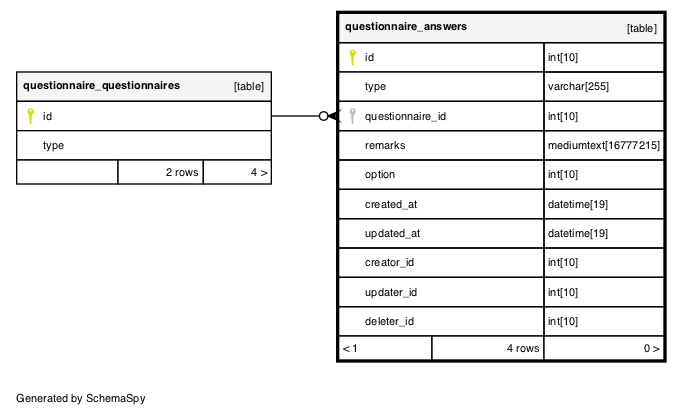 questionnaire_questionnaires [table]
id
type
2 rows 4 >
questionnaire_answers [table]
id int[10]
type varchar[255]
questionnaire_id int[10]
remarks mediumtext[16777215]
option int[10]
created_at datetime[19]
updated_at datetime[19]
creator_id int[10]
updater_id int[10]
deleter_id int[10]
< 1 4 rows 0 >
Generated by SchemaSpy